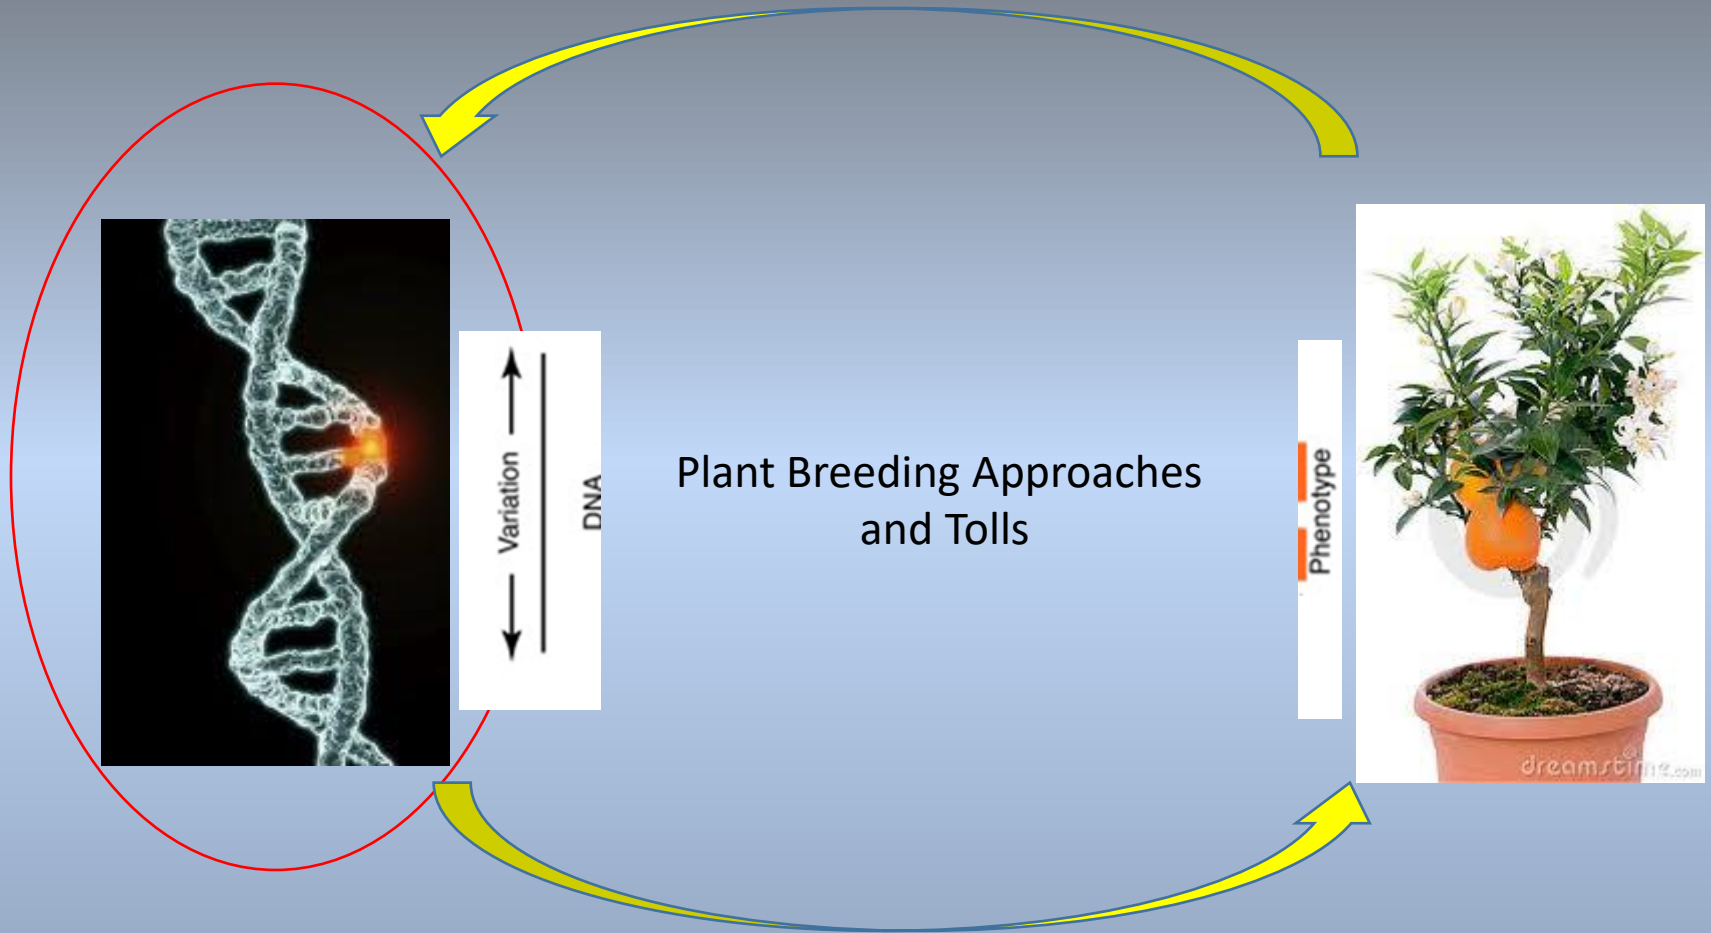 Variation
DNA
Plant Breeding Approaches
and Tolls
Phenotype
dreamstime.com